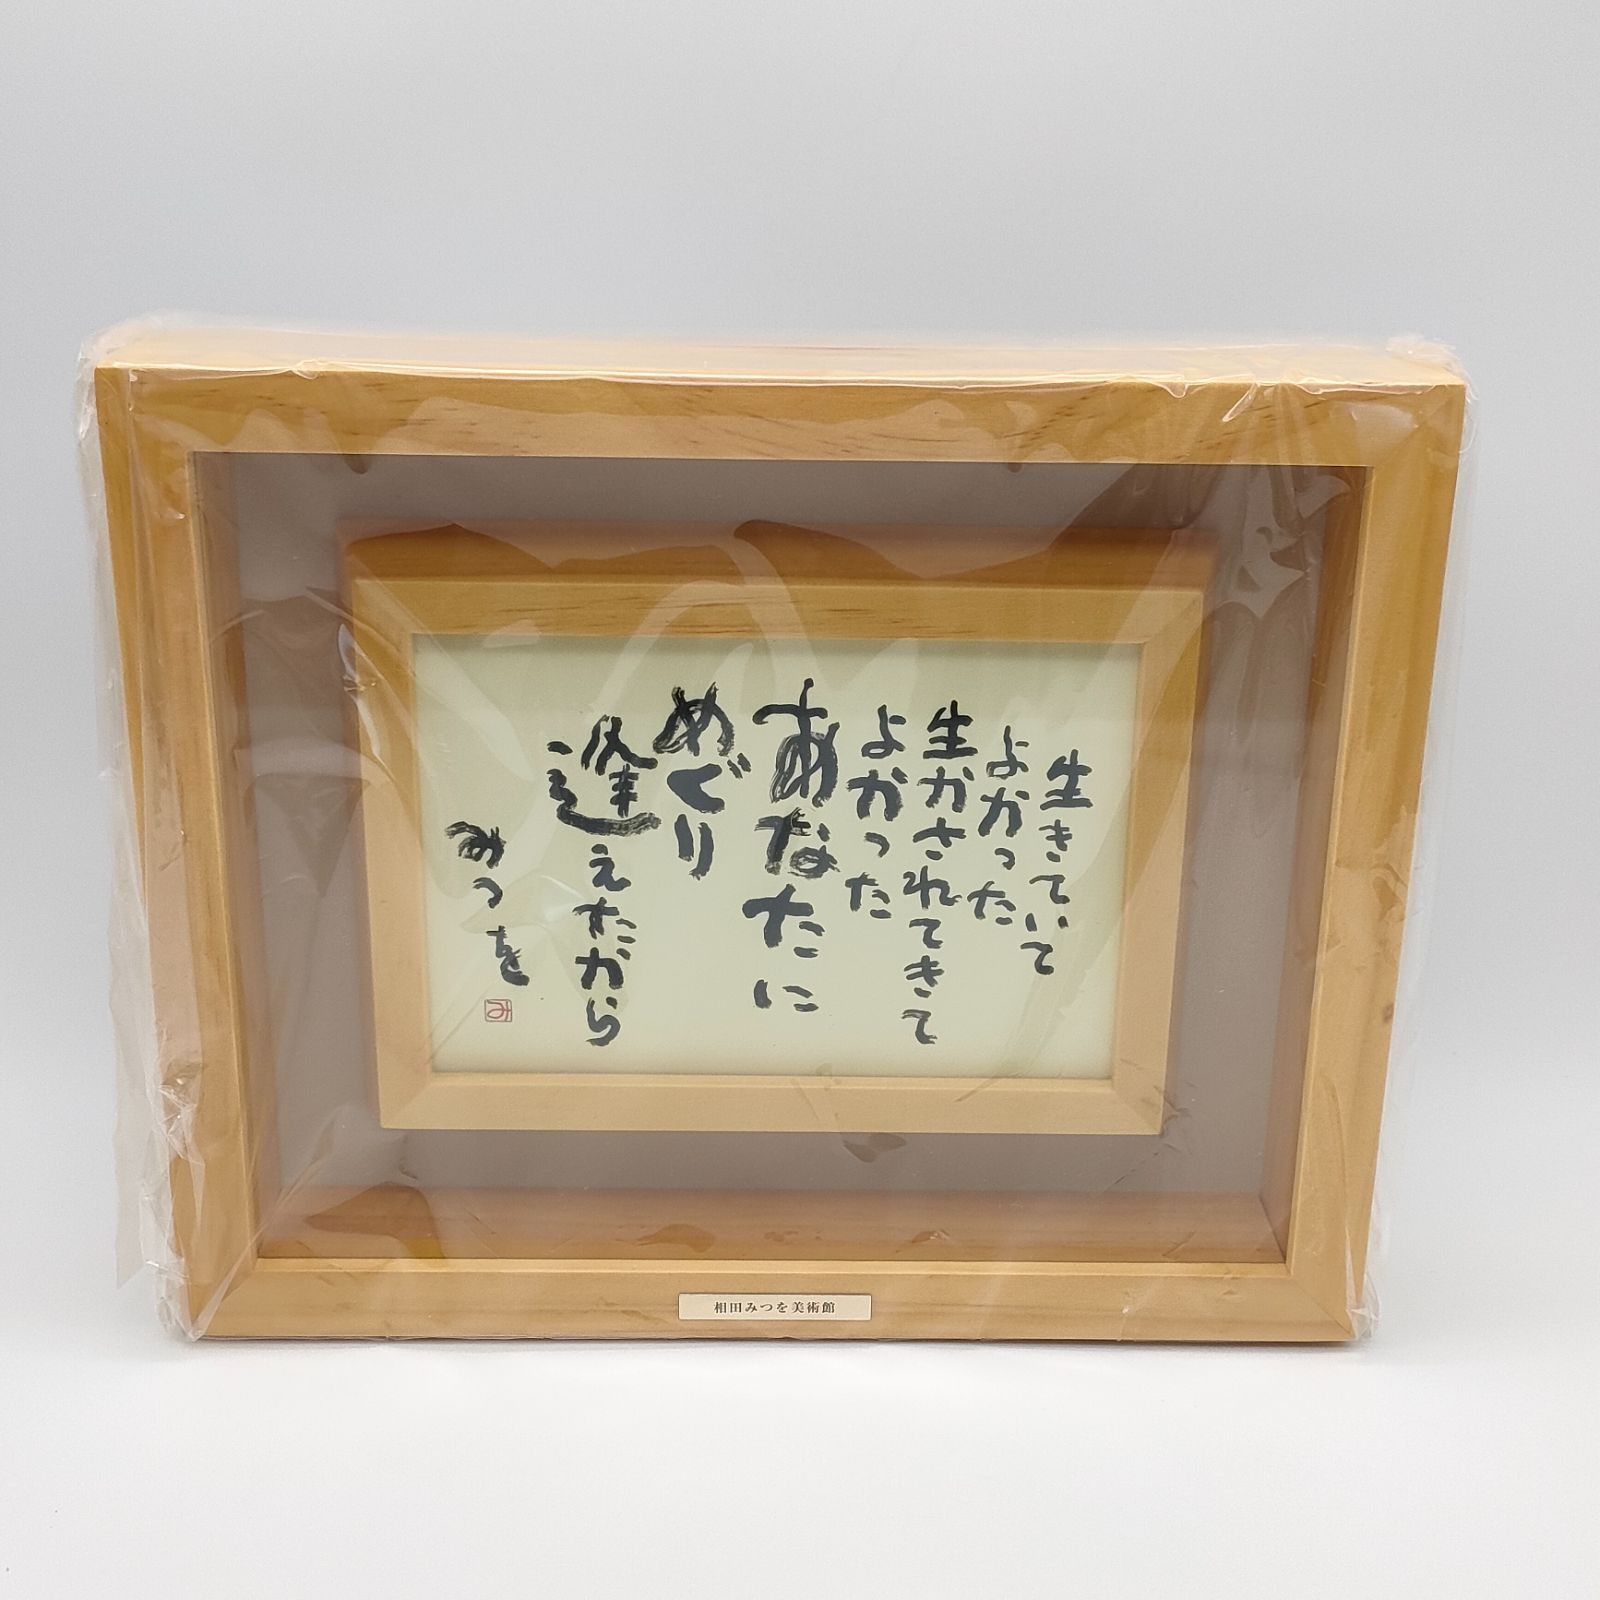 生きていて
よかった
生かされてきて
よかった
あなたに
めぐり
逢えたから
みつを
み
相田みつを美術館